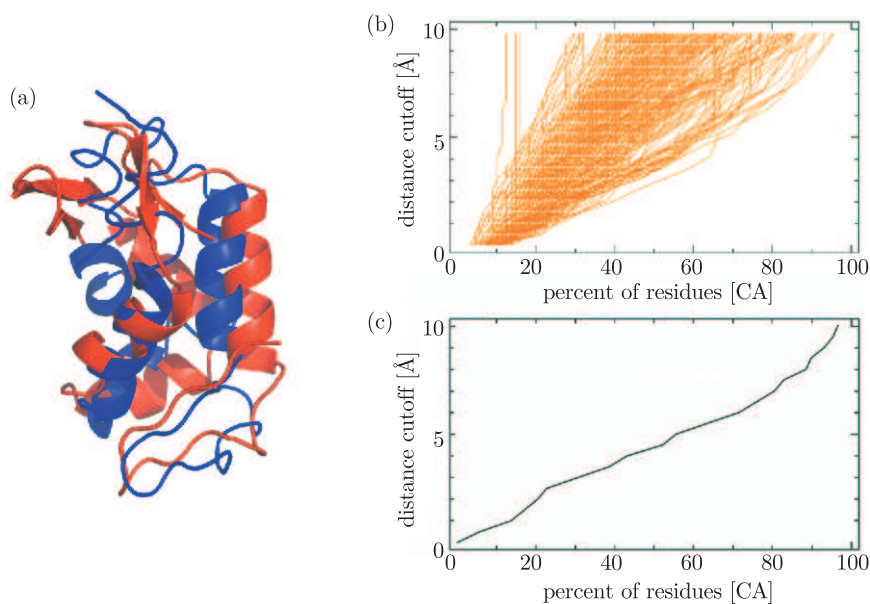 (a)
(b)
10
5
0
distance cutoff [Å]
0 20 40 60 80 100
percent of residues [CA]
(c)
10
5
0
distance cutoff [Å]
0 20 40 60 80 100
percent of residues [CA]